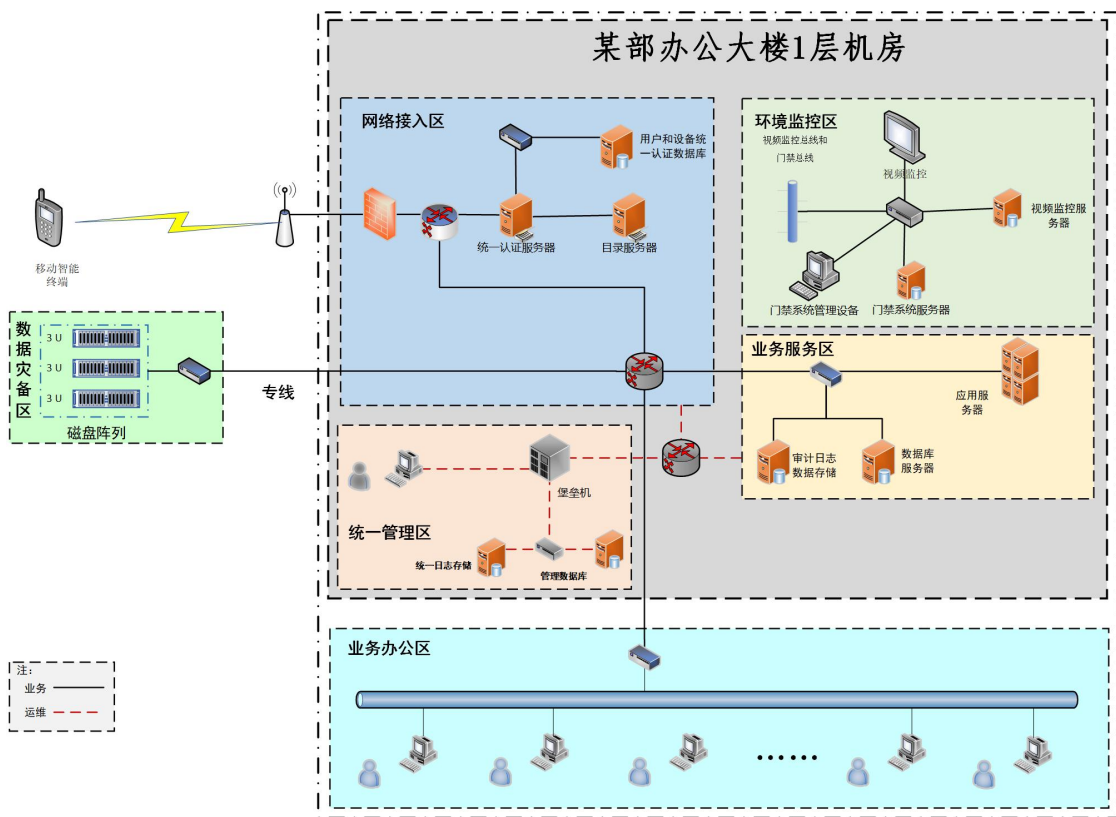 某部办公大楼1层机房
网络接入区
用户和设备统
一认证数据库
统一认证服务器
目录服务器
环境监控区
视频监控总线和
门禁总线
视频监控
视频监控服
务器
门禁系统管理设备
门禁系统服务器
移动智能
终端
数据灾备区
3 U
3 U
3 U
磁盘阵列
专线
业务服务区
应用服
务器
审计日志
数据存储
数据库
服务器
堡垒机
统一管理区
统一日志存储
管理数据库
业务办公区
······
注:
业务
运维